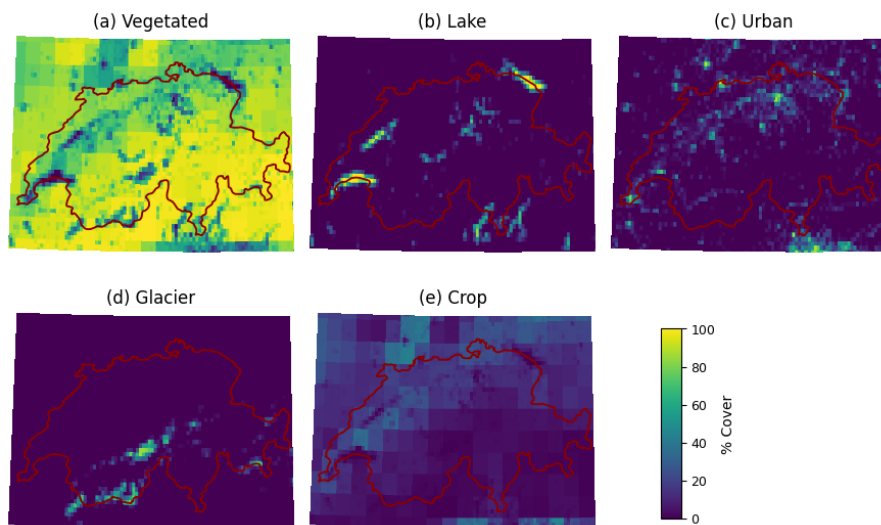 (a) Vegetated
(b) Lake
(c) Urban
(d) Glacier
(e) Crop
100
80
60
40
20
0
% Cover